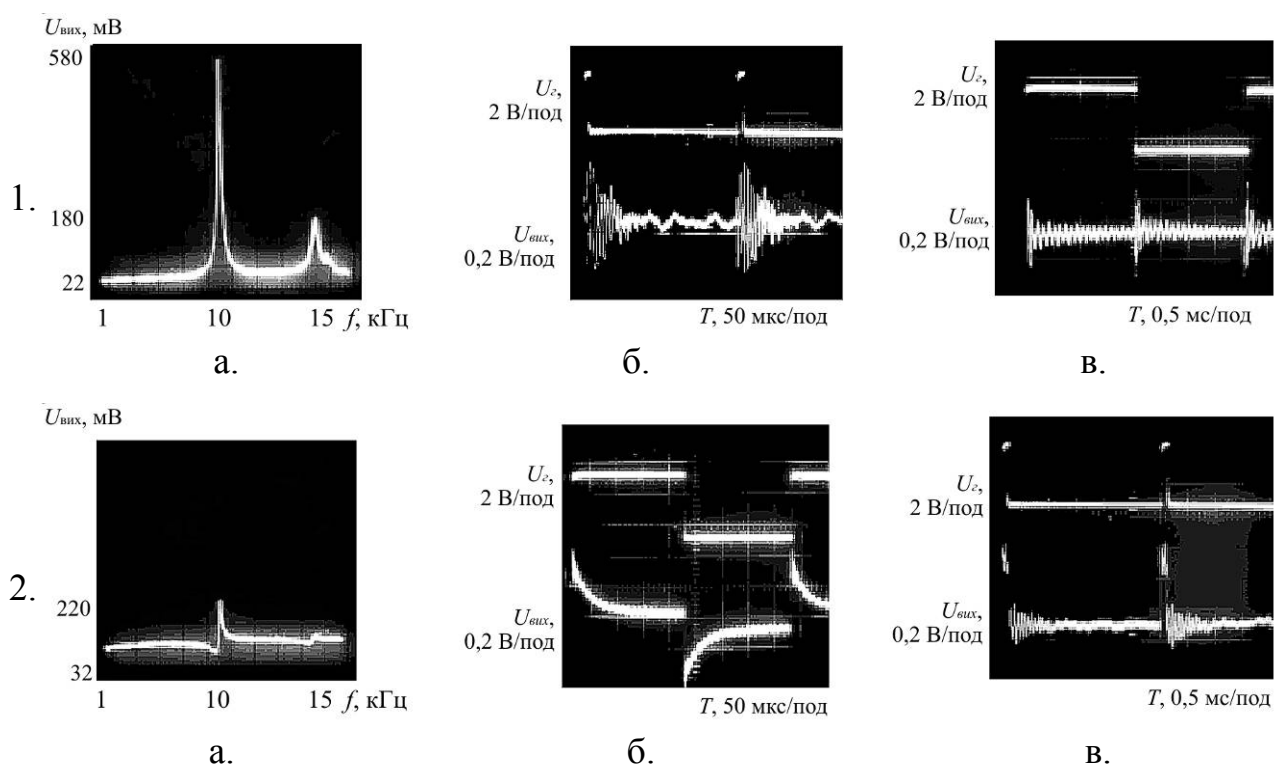 Uвих, мВ
580
180
22
1 10 15 f, кГц
а.
Uг,
2 В/под
Uвих,
0,2 В/под
T, 50 мкс/под
б.
Uг,
2 В/под
Uвих,
0,2 В/под
T, 0,5 мс/под
в.
1.
Uвих, мВ
220
32
1 10 15 f, кГц
а.
Uг,
2 В/под
Uвих,
0,2 В/под
T, 50 мкс/под
б.
Uг,
2 В/под
Uвих,
0,2 В/под
T, 0,5 мс/под
в.
2.